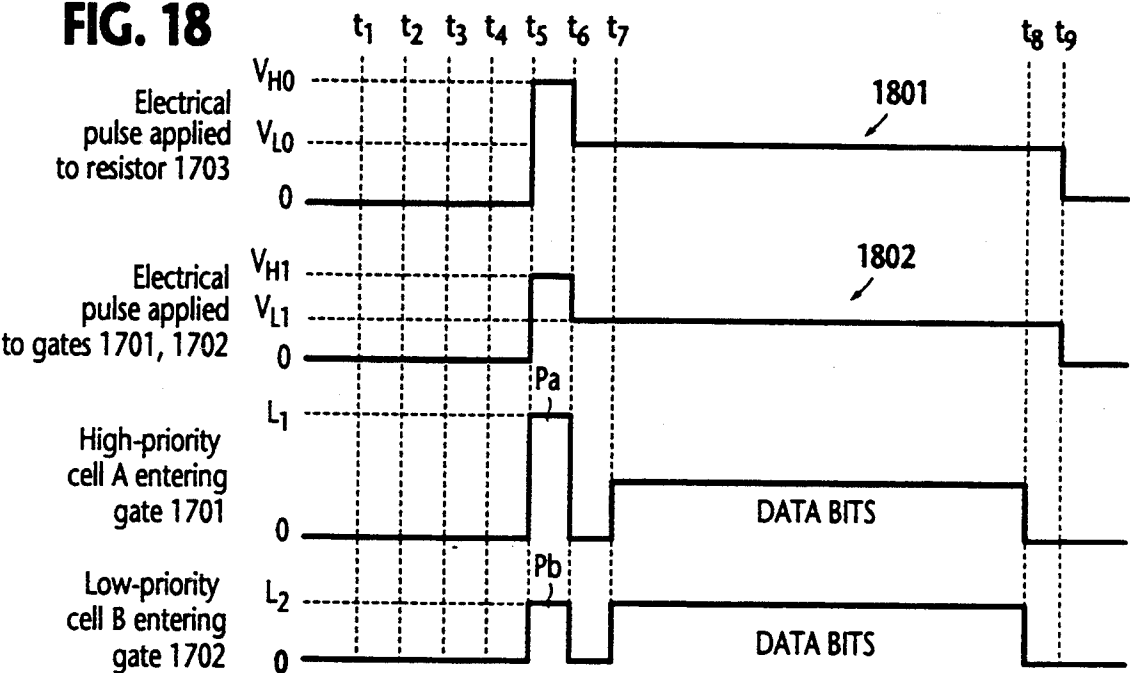 FIG. 18
t1 t2 t3 t4 t5 t6 t7 t8 t9
Electrical
pulse applied
to resistor 1703
VH0
VL0
0
1801
Electrical
pulse applied
to gates 1701, 1702
VH1
VL1
0
1802
High-priority
cell A entering
gate 1701
L1
0
Pa
DATA BITS
Low-priority
cell B entering
gate 1702
L2
0
Pb
DATA BITS